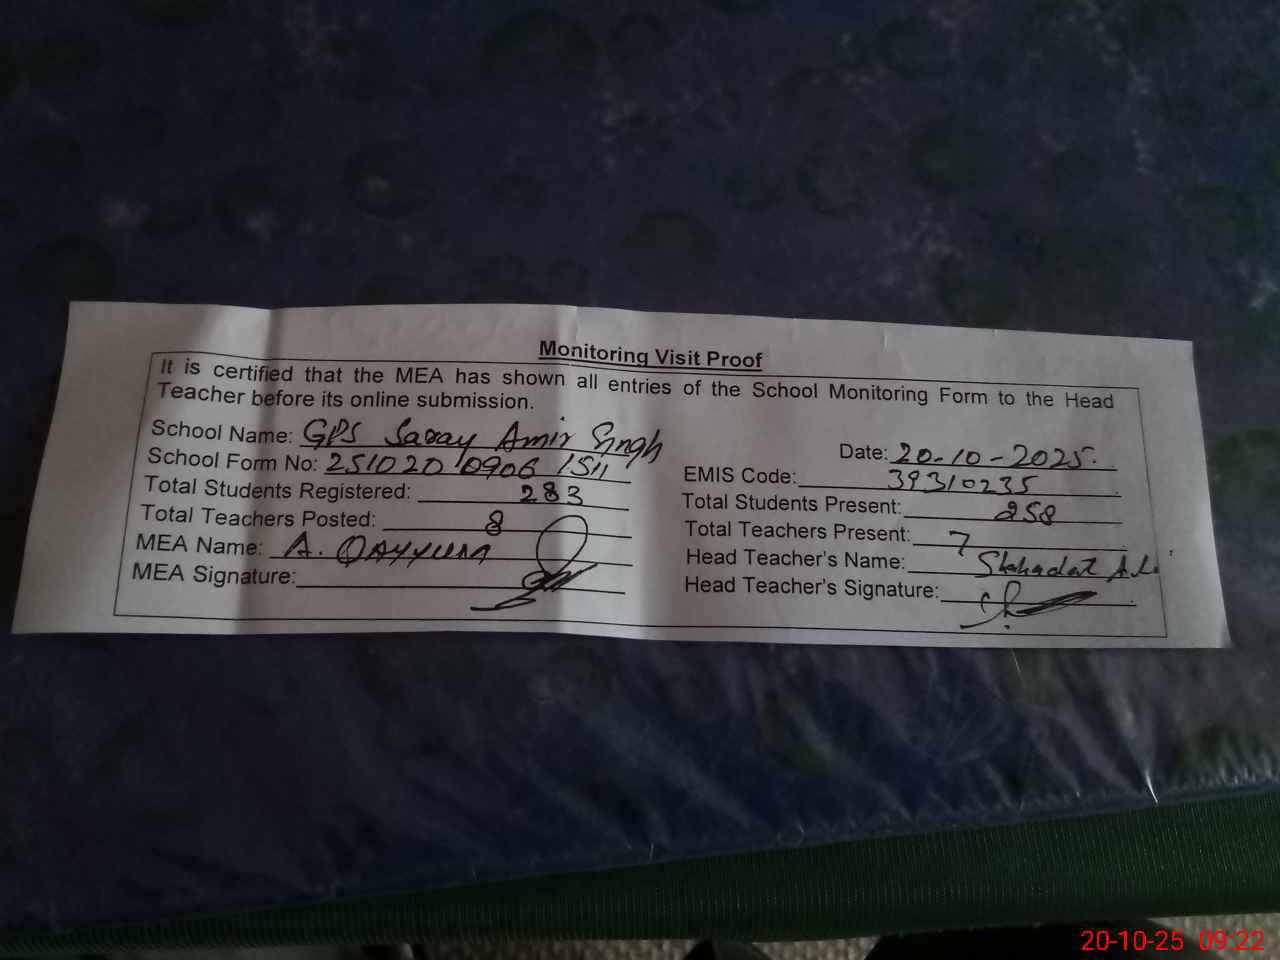 Monitoring Visit Proof
It is certified that the MEA has shown all entries of the School Monitoring Form to the Head
Teacher before its online submission.
School Name: GPS Saray Amir Singh
Date: 20-10-2025.
School Form No: 251020 0906 1511
EMIS Code: 39310235
Total Students Registered: 283
Total Students Present: 258
Total Teachers Posted: 8
Total Teachers Present: 7
MEA Name: A. QAYYUM
Head Teacher's Name: Shahadat Ali
MEA Signature:
Head Teacher's Signature:
20-10-25 09:22